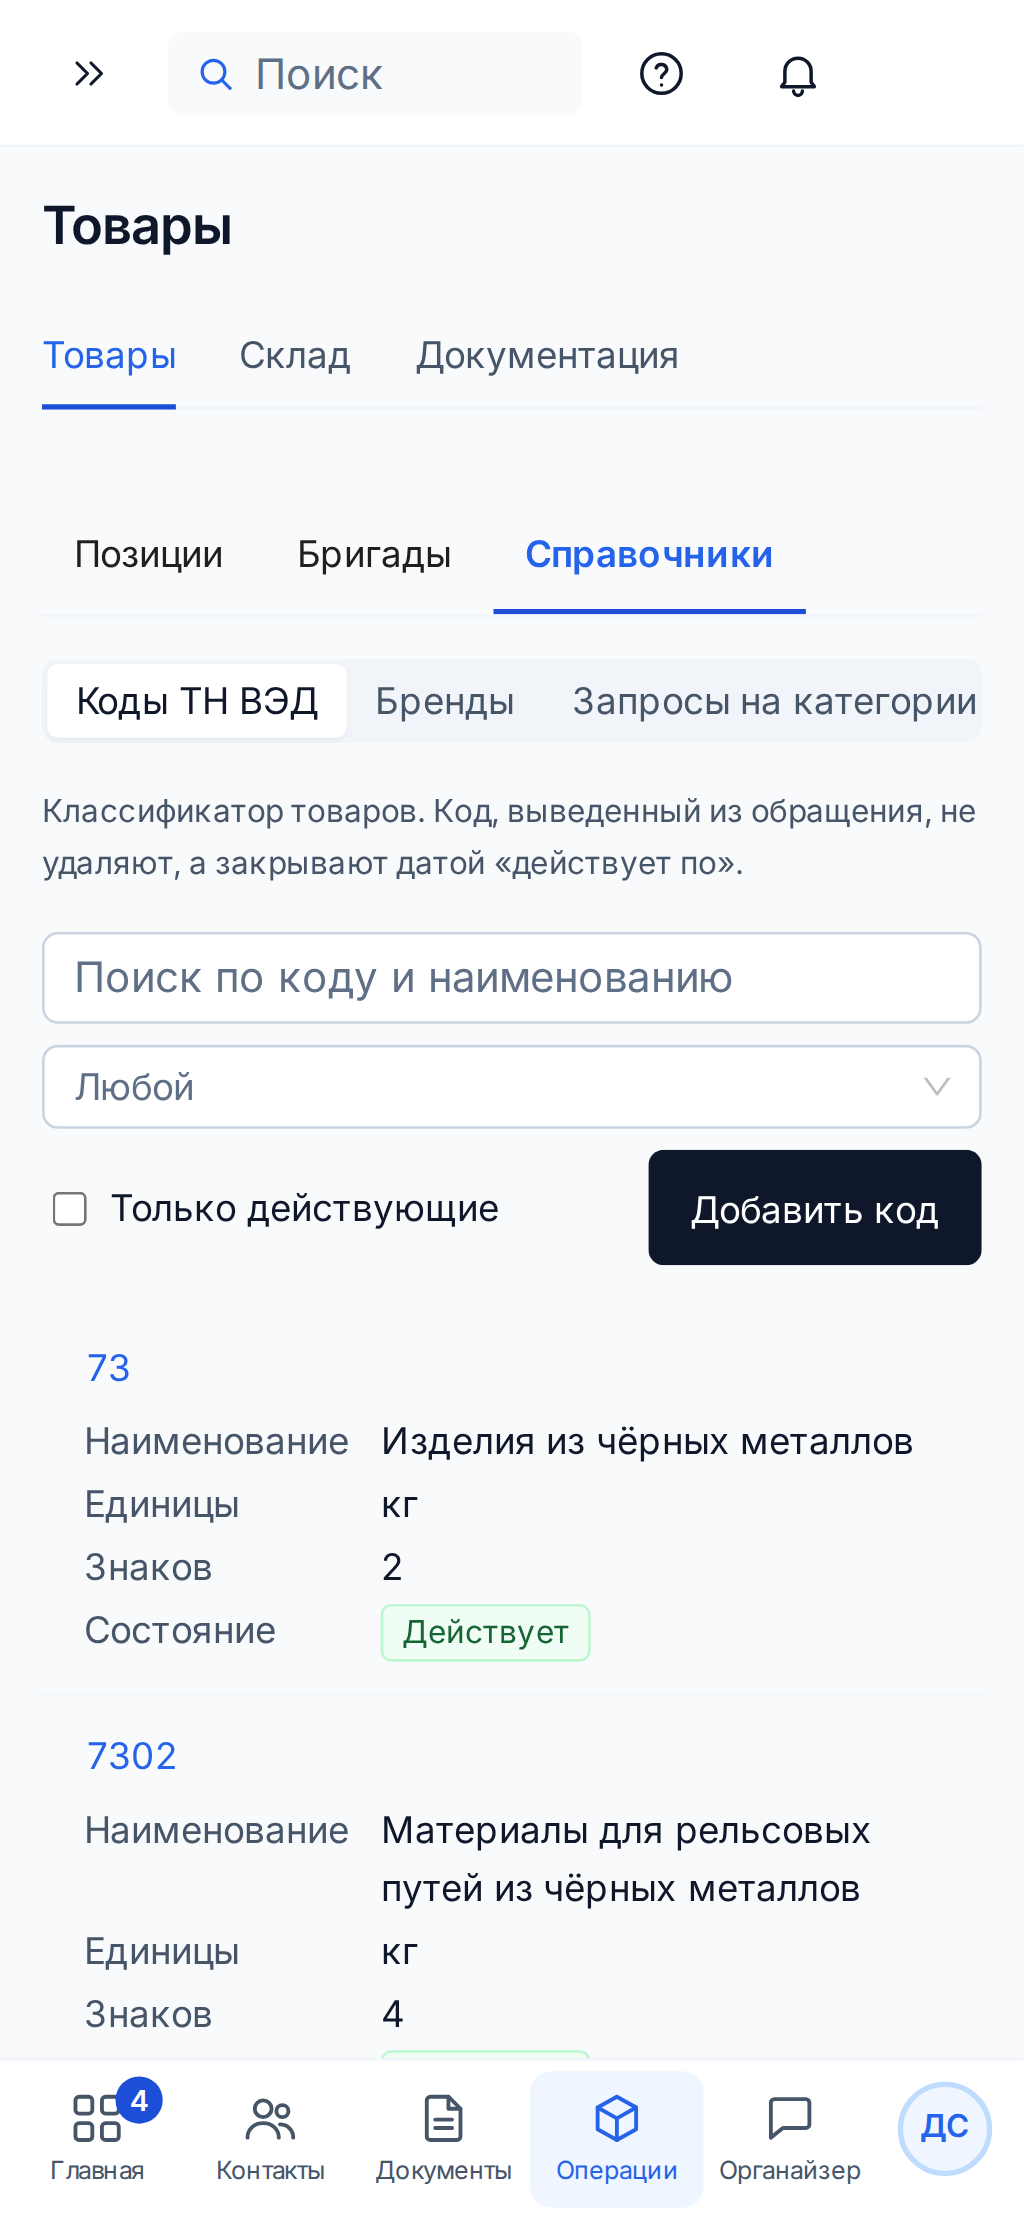 Поиск
Товары
Товары Склад Документация
Позиции Бригады Справочники
Коды ТН ВЭД Бренды Запросы на категории
Классификатор товаров. Код, выведенный из обращения, не
удаляют, а закрывают датой «действует по».
Поиск по коду и наименованию
Любой
Только действующие Добавить код
73
Наименование Изделия из чёрных металлов
Единицы кг
Знаков 2
Состояние Действует
7302
Наименование Материалы для рельсовых
путей из чёрных металлов
Единицы кг
Знаков 4
4
Главная Контакты Документы Операции Органайзер ДС